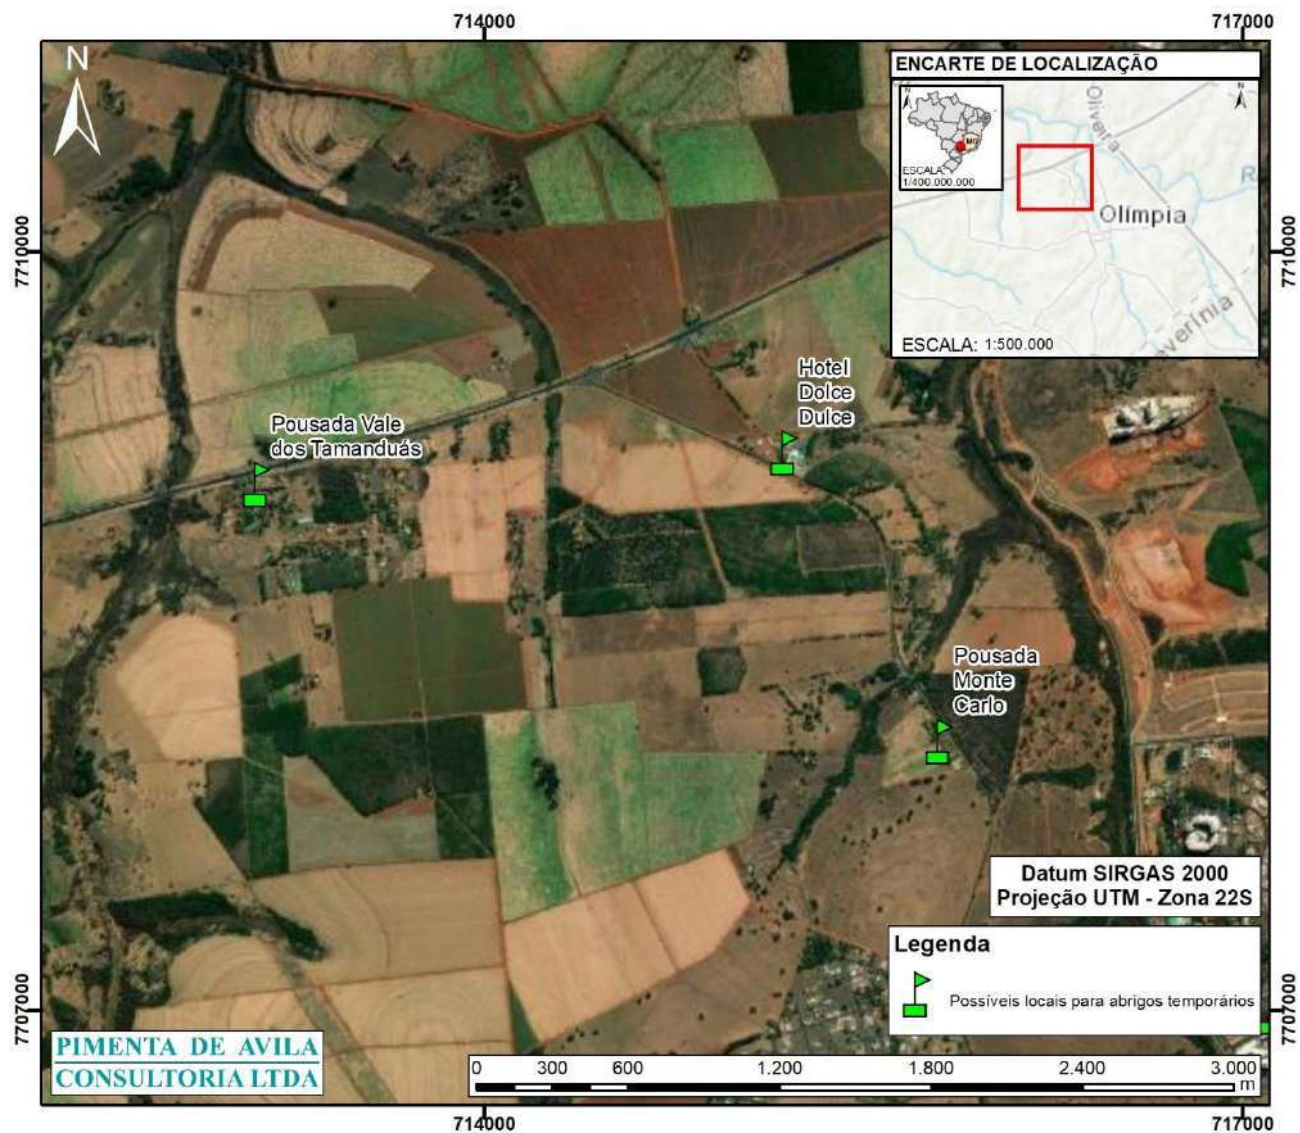 714000
717000
N
ENCARTE DE LOCALIZAÇÃO
N
N
MG
ESCALA:
1/400.000.000
Oliveira
R
Olímpia
everínia
ESCALA: 1:500.000
7710000
7710000
Hotel
Dolce
Dulce
Pousada Vale
dos Tamanduás
Pousada
Monte
Carlo
Datum SIRGAS 2000
Projeção UTM - Zona 22S
Legenda
Possíveis locais para abrigos temporários
7707000
7707000
PIMENTA DE AVILA
CONSULTORIA LTDA
0 300 600 1.200 1.800 2.400 3.000
m
714000
717000